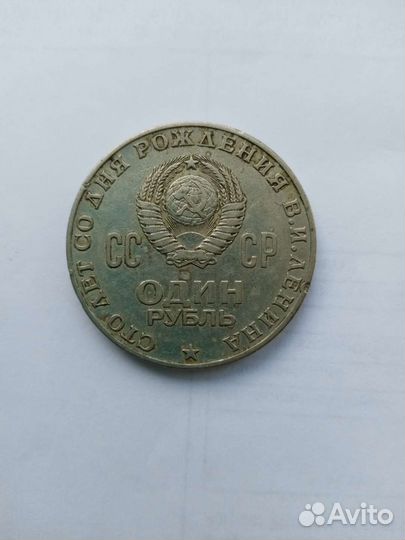 СТО ЛЕТ СО ДНЯ РОЖДЕНИЯ В.И.ЛЕНИНА
СС СР
ОДИН
РУБЛЬ
Avito